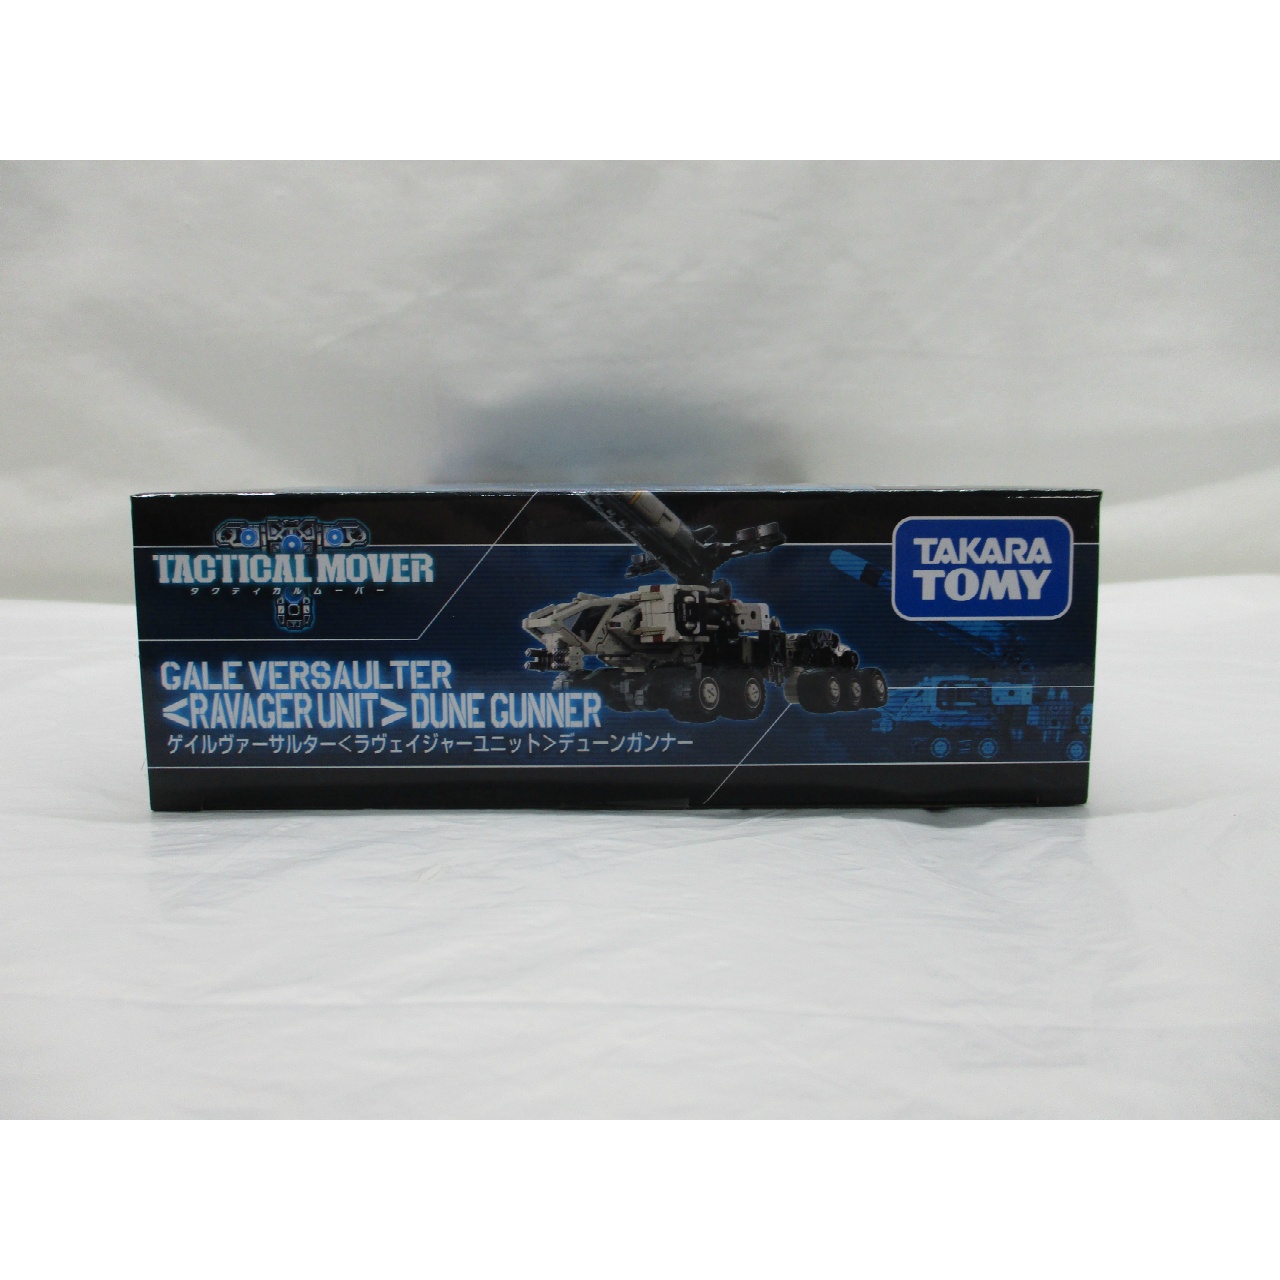 TACTICAL MOVER
タクティカルムーバー
TAKARA
TOMY
GALE VERSAULTER
<RAVAGER UNIT> DUNE GUNNER
ゲイルヴァーサルター<ラヴェイジャーユニット>デューンガンナー